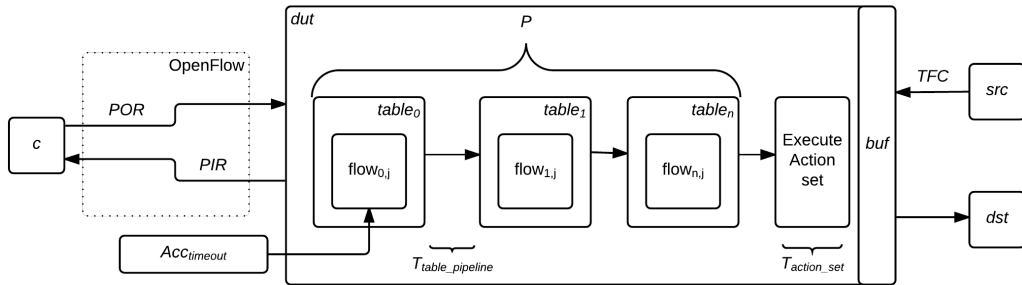 dut
P
OpenFlow
POR
PIR
c
table0
table1
tablen
flow0,j
flow1,j
flown,j
Execute
Action
set
buf
TFC
src
dst
Acctimeout
Ttable_pipeline
Taction_set